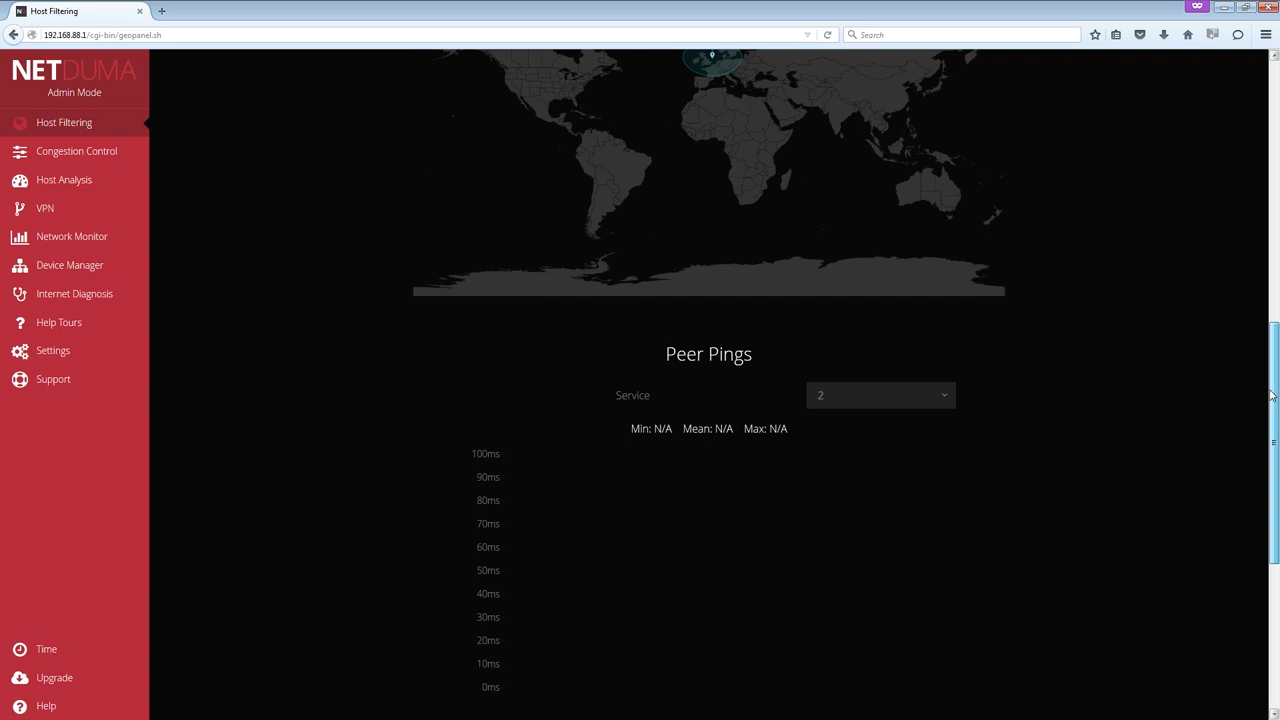 Host Filtering
192.168.88.1/cgi-bin/geopanel.sh
Search
NETDUMA
Admin Mode
Host Filtering
Congestion Control
Host Analysis
VPN
Network Monitor
Device Manager
Internet Diagnosis
Help Tours
Settings
Support
Time
Upgrade
Help
Peer Pings
Service 2
Min: N/A Mean: N/A Max: N/A
100ms
90ms
80ms
70ms
60ms
50ms
40ms
30ms
20ms
10ms
0ms